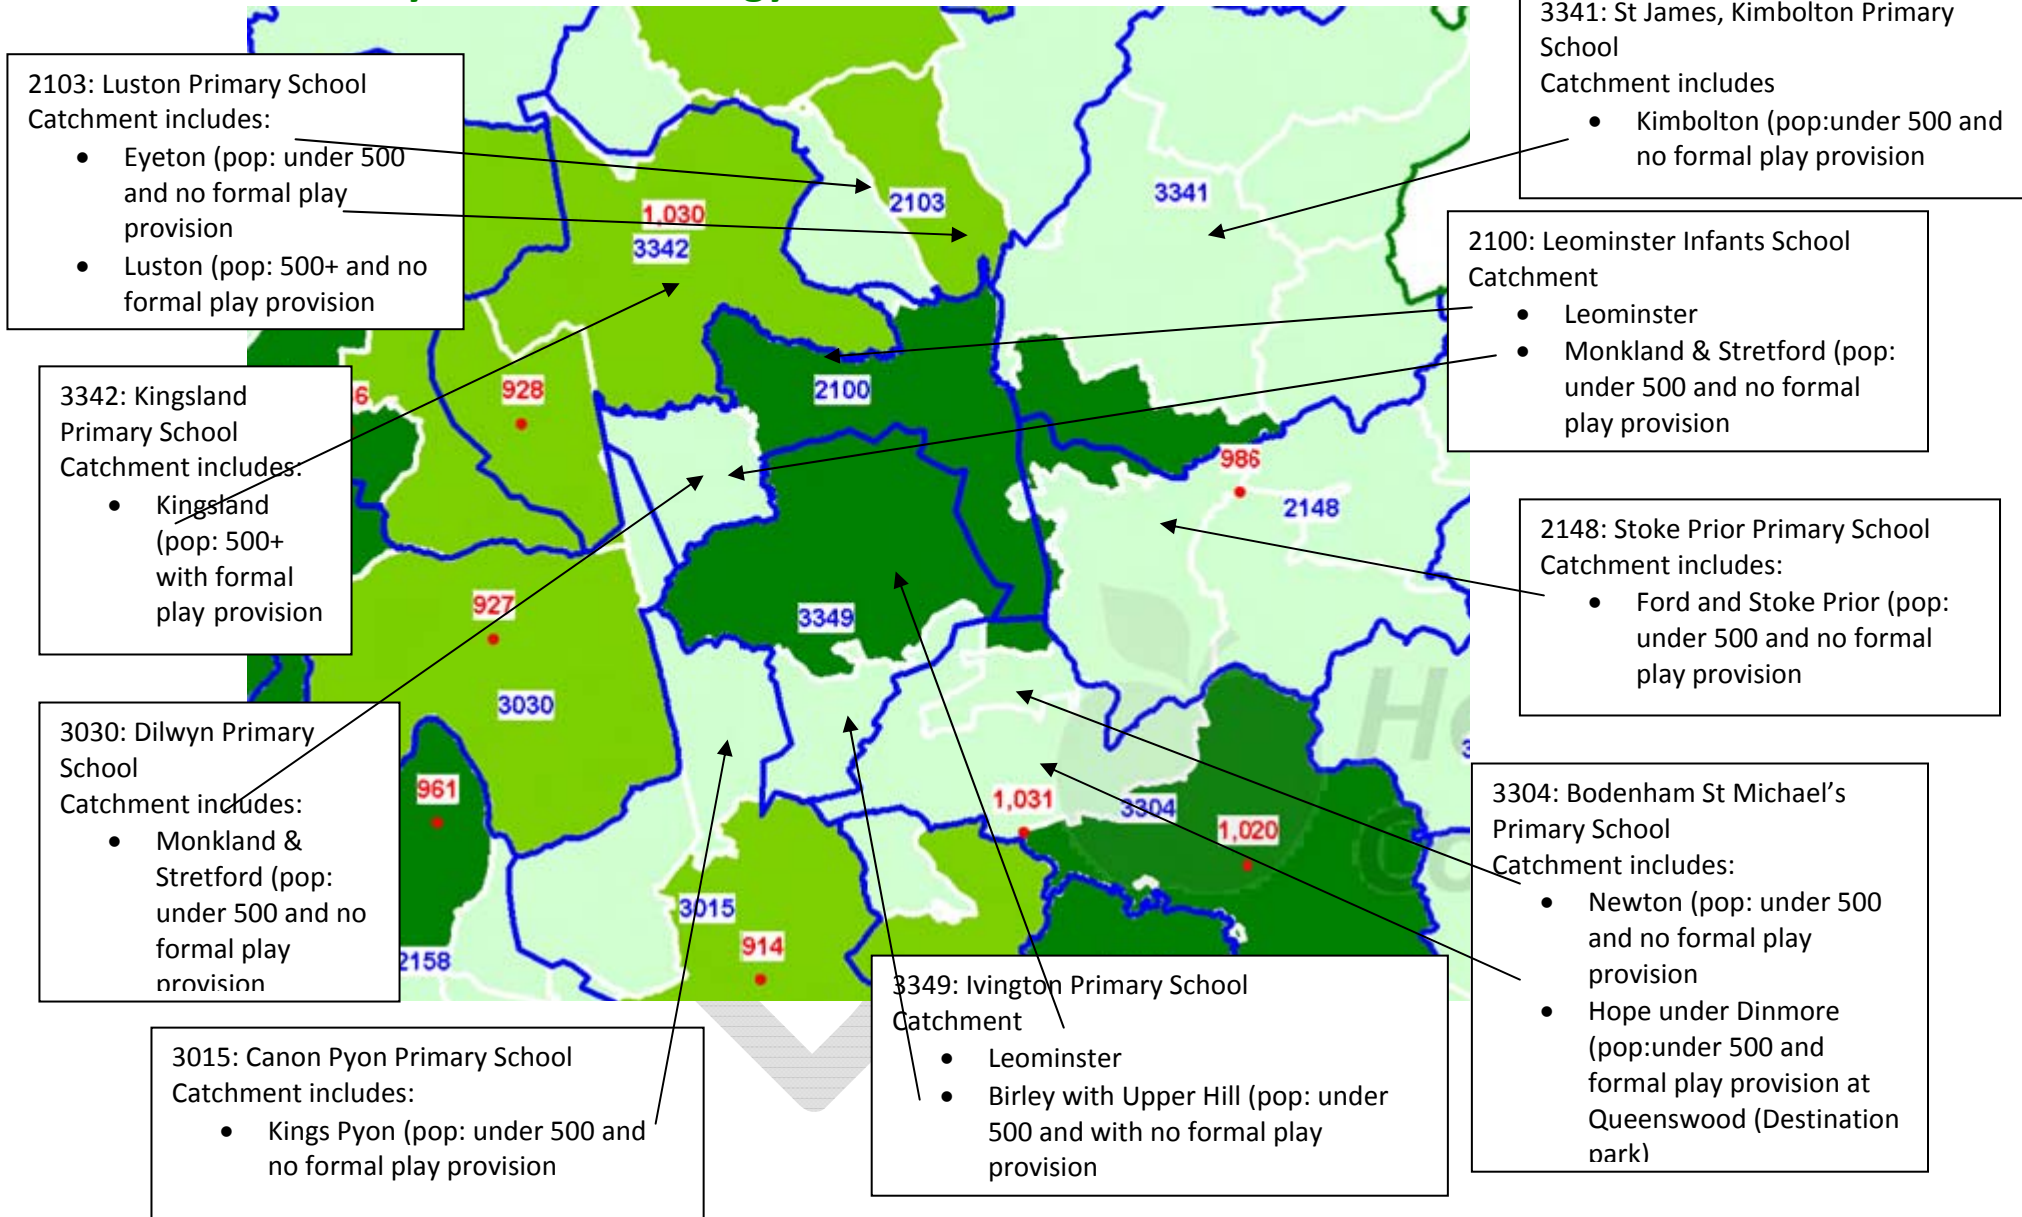 3341: St James, Kimbolton Primary
School
Catchment includes
• Kimbolton (pop:under 500 and
no formal play provision
2103: Luston Primary School
Catchment includes:
• Eyeton (pop: under 500
and no formal play
provision
• Luston (pop: 500+ and no
formal play provision
2100: Leominster Infants School
Catchment
• Leominster
• Monkland & Stretford (pop:
under 500 and no formal
play provision
3342: Kingsland
Primary School
Catchment includes:
• Kingsland
(pop: 500+
with formal
play provision
2148: Stoke Prior Primary School
Catchment includes:
• Ford and Stoke Prior (pop:
under 500 and no formal
play provision
3030: Dilwyn Primary
School
Catchment includes:
• Monkland &
Stretford (pop:
under 500 and no
formal play
provision
3304: Bodenham St Michael’s
Primary School
Catchment includes:
• Newton (pop: under 500
and no formal play
provision
• Hope under Dinmore
(pop:under 500 and
formal play provision at
Queenswood (Destination
park)
3349: Ivington Primary School
Catchment
• Leominster
• Birley with Upper Hill (pop: under
500 and with no formal play
provision
3015: Canon Pyon Primary School
Catchment includes:
• Kings Pyon (pop: under 500 and
no formal play provision
3341
2103
1,030
3342
928
2100
986
2148
927
3349
3030
961
1,031
3304
1,020
3015
914
2158